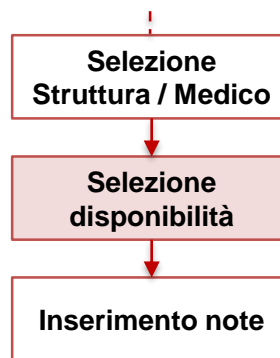 Selezione
Struttura / Medico
Selezione
disponibilità
Inserimento note